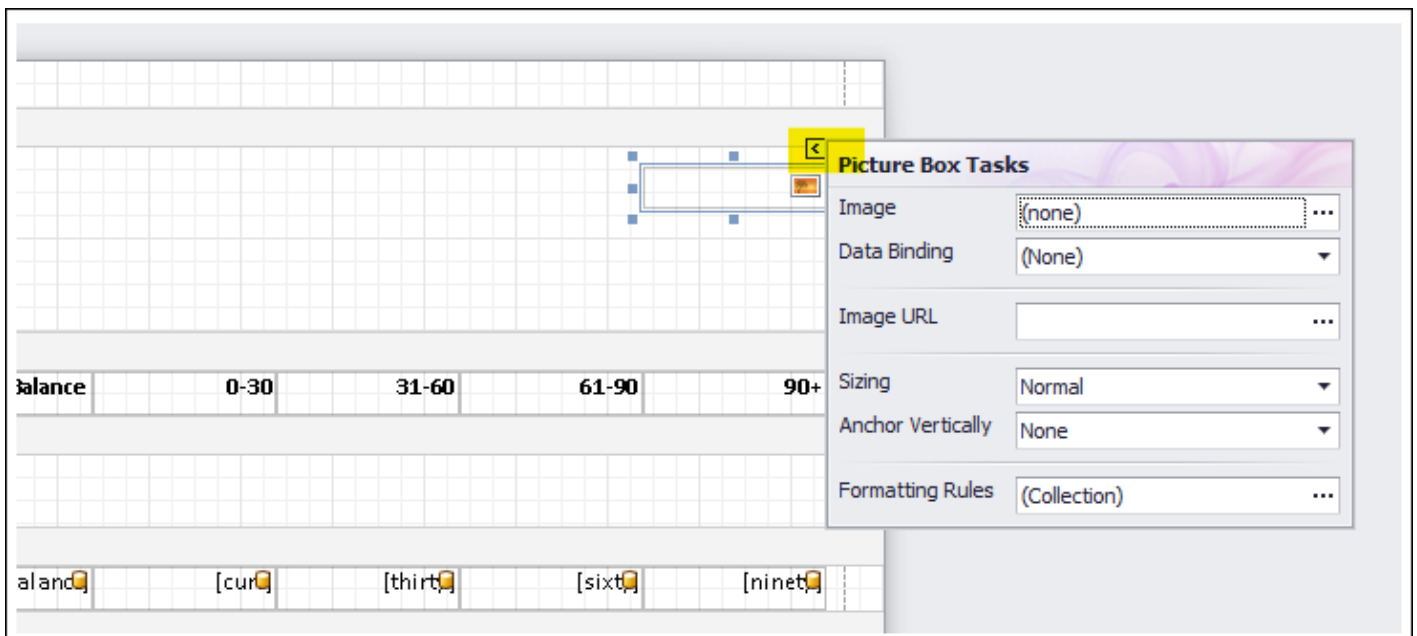 <
Picture Box Tasks
Image (none) ...
Data Binding (None)
Image URL ...
Balance 0-30 31-60 61-90 90+
Sizing Normal
Anchor Vertically None
Formatting Rules (Collection) ...
alanc [cur [thirt [sixt [ninet